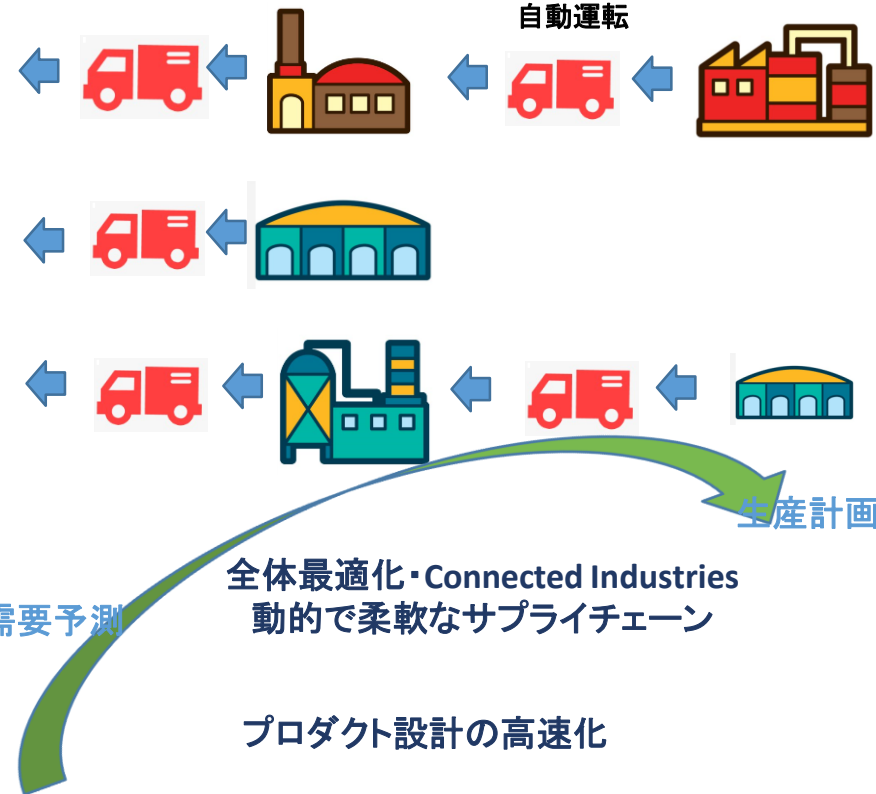 自動運転
生産計画
全体最適化・Connected Industries
動的で柔軟なサプライチェーン
需要予測
プロダクト設計の高速化